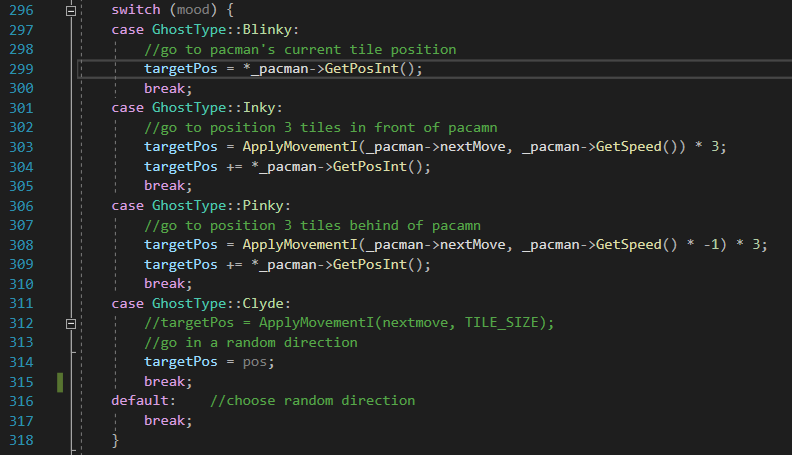 296 switch (mood) {
297 case GhostType::Blinky:
298 //go to pacman's current tile position
299 targetPos = *_pacman->GetPosInt();
300 break;
301 case GhostType::Inky:
302 //go to position 3 tiles in front of pacamn
303 targetPos = ApplyMovementI(_pacman->nextMove, _pacman->GetSpeed()) * 3;
304 targetPos += *_pacman->GetPosInt();
305 break;
306 case GhostType::Pinky:
307 //go to position 3 tiles behind of pacamn
308 targetPos = ApplyMovementI(_pacman->nextMove, _pacman->GetSpeed() * -1) * 3;
309 targetPos += *_pacman->GetPosInt();
310 break;
311 case GhostType::Clyde:
312 //targetPos = ApplyMovementI(nextmove, TILE_SIZE);
313 //go in a random direction
314 targetPos = pos;
315 break;
316 default: //choose random direction
317 break;
318 }